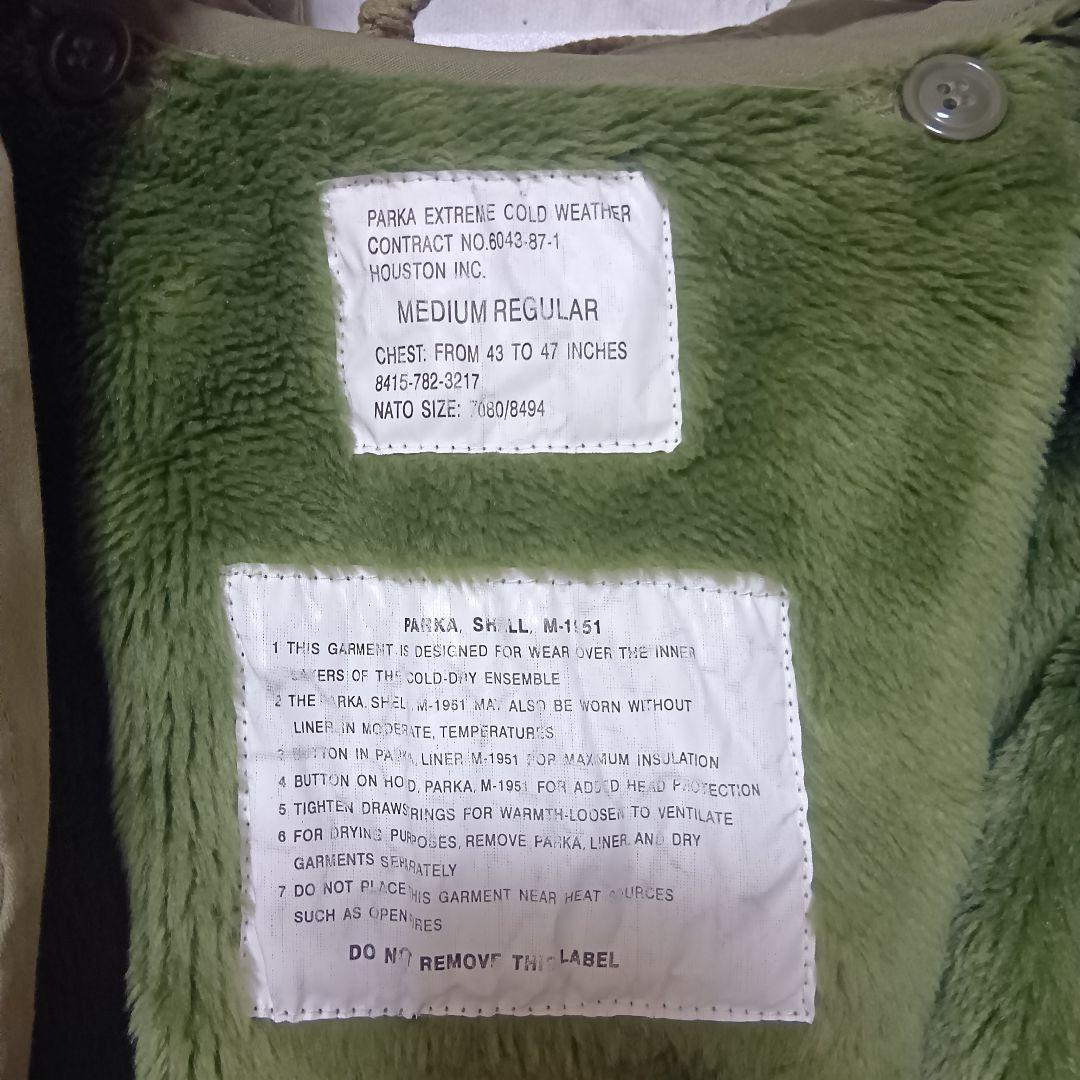 PARKA EXTREME COLD WEATHER
CONTRACT NO.6043-87-1
HOUSTON INC.
MEDIUM REGULAR
CHEST: FROM 43 TO 47 INCHES
8415-782-3217
NATO SIZE: 7080/8494
PARKA, SHELL, M-1951
1 THIS GARMENT IS DESIGNED FOR WEAR OVER THE INNER
LAYERS OF THE COLD-DRY ENSEMBLE
2 THE PARKA, SHELL, M-1951 MAY ALSO BE WORN WITHOUT
LINER, IN MODERATE, TEMPERATURES
3 BUTTON IN PARKA, LINER M-1951 FOR MAXIMUM INSULATION
4 BUTTON ON HOD, PARKA, M-1951 FOR ADDED HEAD PROTECTION
5 TIGHTEN DRAWSRINGS FOR WARMTH-LOOSEN TO VENTILATE
6 FOR DRYING PURPOSES, REMOVE PARKA, LINER, AND DRY
GARMENTS SEPARATELY
7 DO NOT PLACE THIS GARMENT NEAR HEAT SOURCES
SUCH AS OPEN FIRES
DO NOT REMOVE THIS LABEL